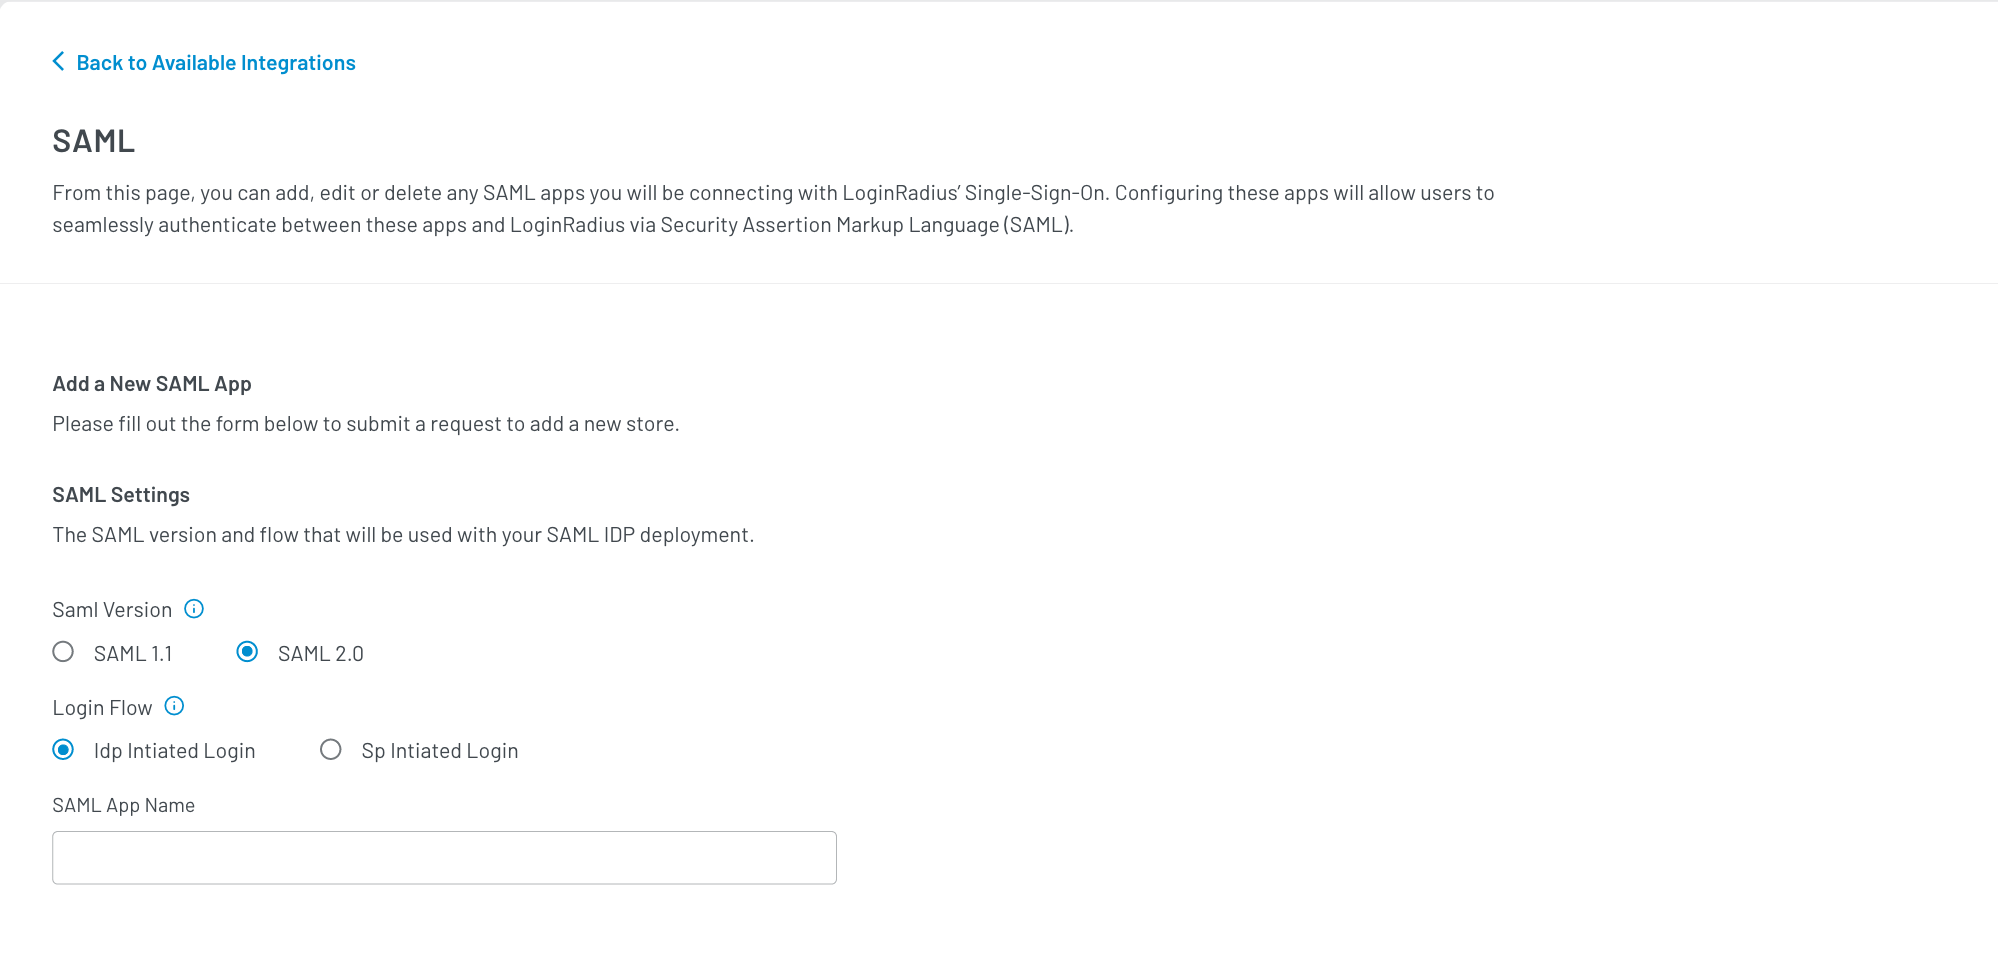 Back to Available Integrations
SAML
From this page, you can add, edit or delete any SAML apps you will be connecting with LoginRadius’ Single-Sign-On. Configuring these apps will allow users to
seamlessly authenticate between these apps and LoginRadius via Security Assertion Markup Language (SAML).
Add a New SAML App
Please fill out the form below to submit a request to add a new store.
SAML Settings
The SAML version and flow that will be used with your SAML IDP deployment.
Saml Version
SAML 1.1 SAML 2.0
Login Flow
Idp Intiated Login Sp Intiated Login
SAML App Name